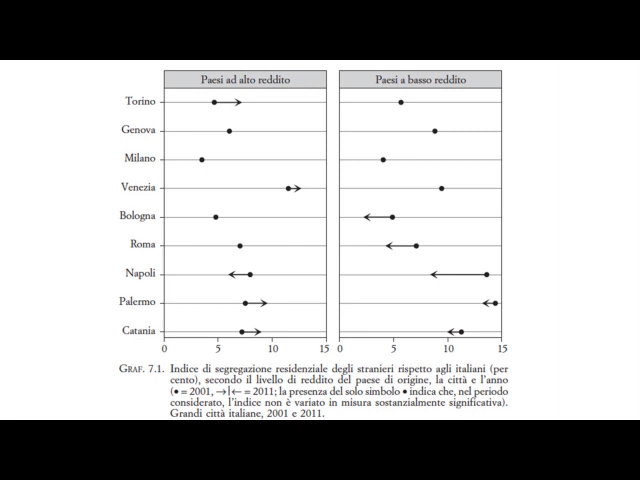 Paesi ad alto reddito Paesi a basso reddito
Torino
Genova
Milano
Venezia
Bologna
Roma
Napoli
Palermo
Catania
0 5 10 15 0 5 10 15
GRAF. 7.1. Indice di segregazione residenziale degli stranieri rispetto agli italiani (per
cento), secondo il livello di reddito del paese di origine, la città e l'anno
(• = 2001, →|← = 2011; la presenza del solo simbolo • indica che, nel periodo
considerato, l'indice non è variato in misura sostanzialmente significativa).
Grandi città italiane, 2001 e 2011.